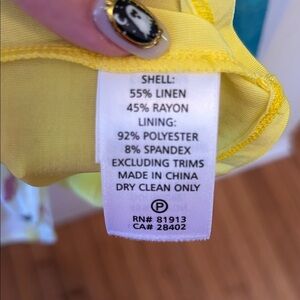 SHELL:
55% LINEN
45% RAYON
LINING:
92% POLYESTER
8% SPANDEX
EXCLUDING TRIMS
MADE IN CHINA
DRY CLEAN ONLY
P
RN# 81913
CA# 28402